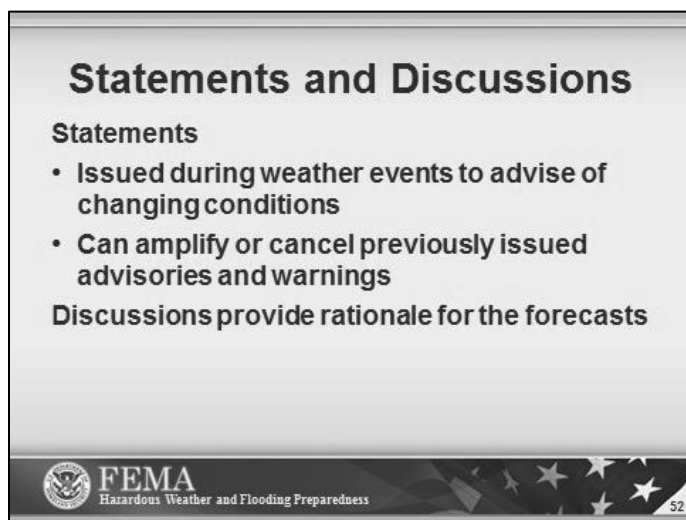 Statements and Discussions
Statements
• Issued during weather events to advise of
changing conditions
• Can amplify or cancel previously issued
advisories and warnings
Discussions provide rationale for the forecasts
FEMA
Hazardous Weather and Flooding Preparedness
52